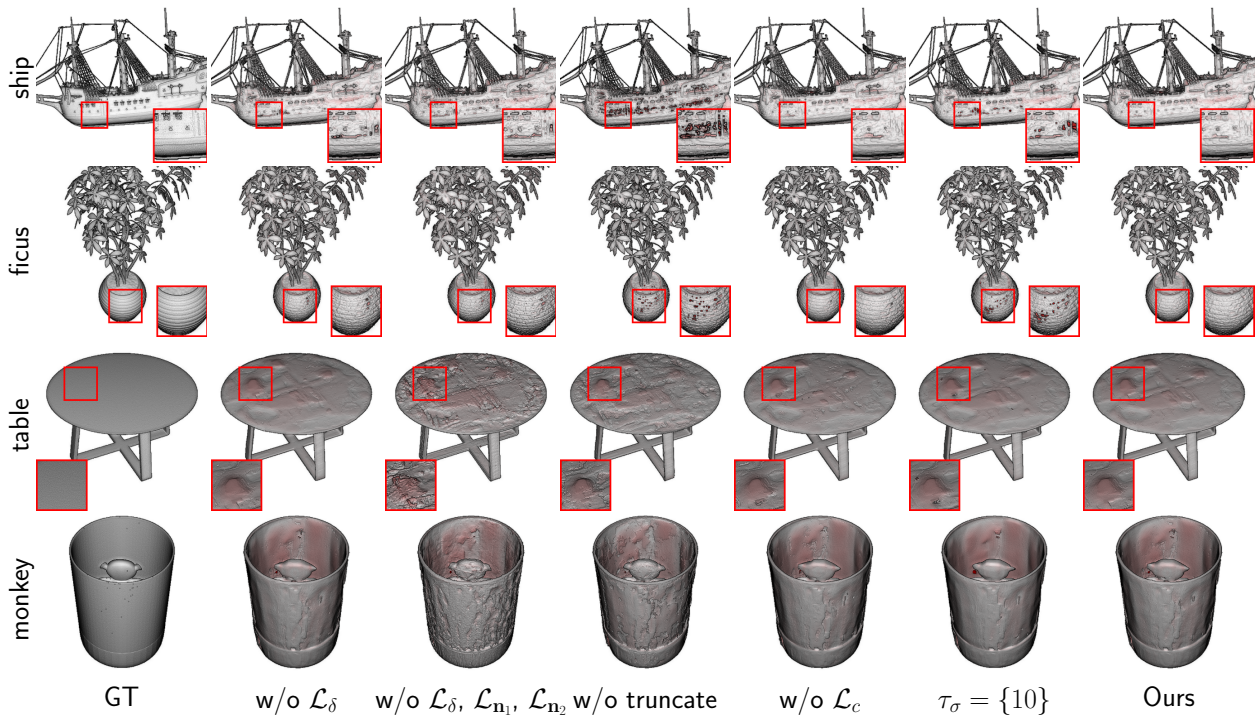 ship
ficus
table
monkey
GT
w/o $\mathcal{L}_\delta$
w/o $\mathcal{L}_\delta$, $\mathcal{L}_{\mathbf{n}_1}$, $\mathcal{L}_{\mathbf{n}_2}$
w/o truncate
w/o $\mathcal{L}_c$
$\tau_\sigma = \{10\}$
Ours